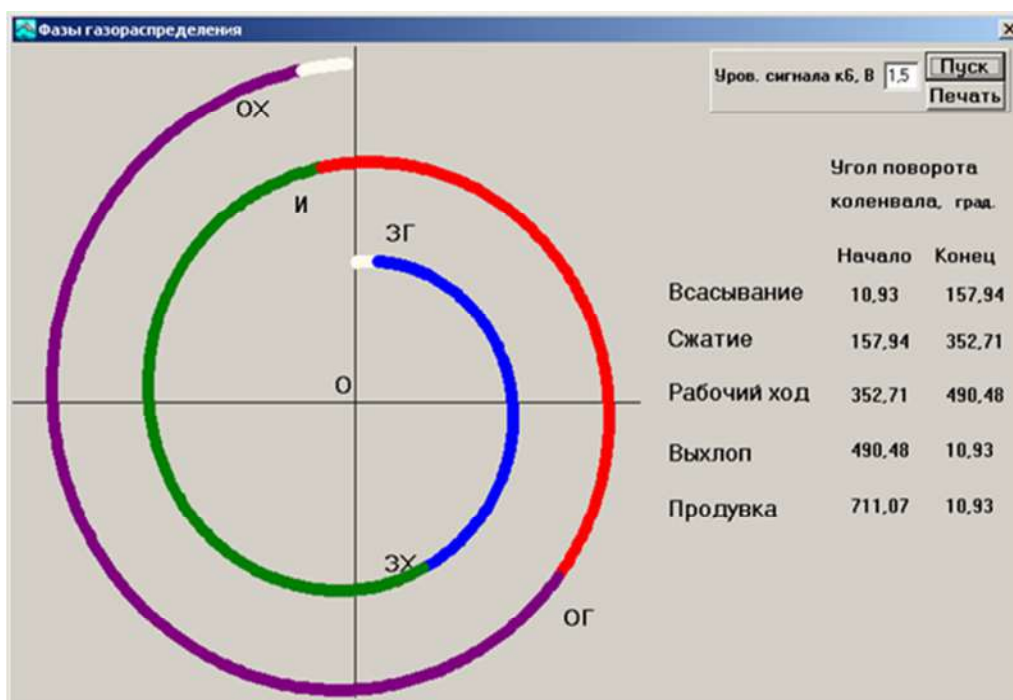 Фазы газораспределения
Уров. сигнала к6, В 1,5 Пуск
Печать
ОХ
И
ЗГ
О
ЗХ
ОГ
Угол поворота
коленвала, град.
Начало Конец
Всасывание 10,93 157,94
Сжатие 157,94 352,71
Рабочий ход 352,71 490,48
Выхлоп 490,48 10,93
Продувка 711,07 10,93